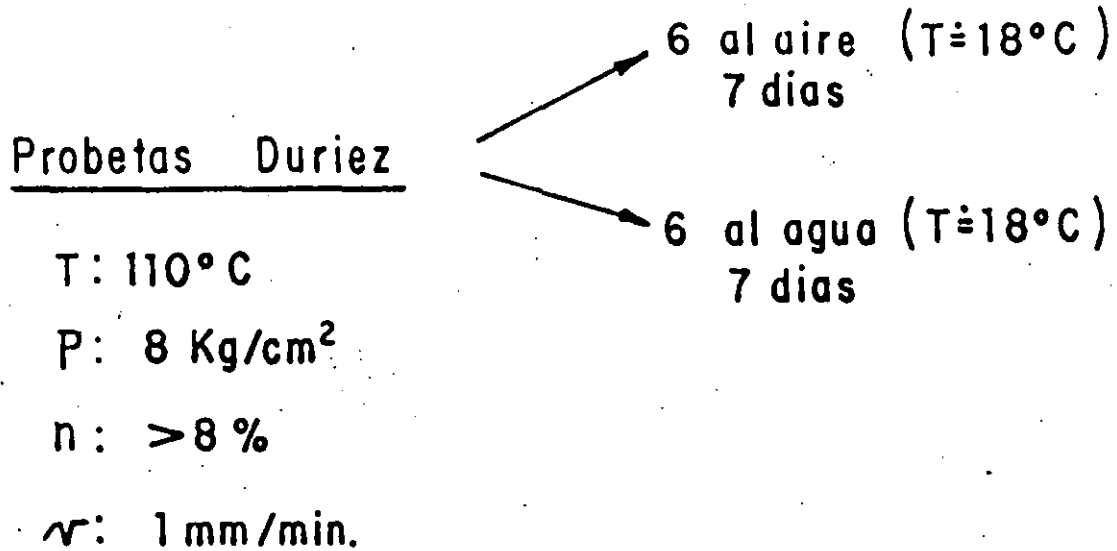 6 al aire (T≐18°C)
7 dias
Probetas Duriez
6 al agua (T≐18°C)
7 dias
T: 110°C
P: 8 Kg/cm²
n: >8 %
v: 1 mm/min.